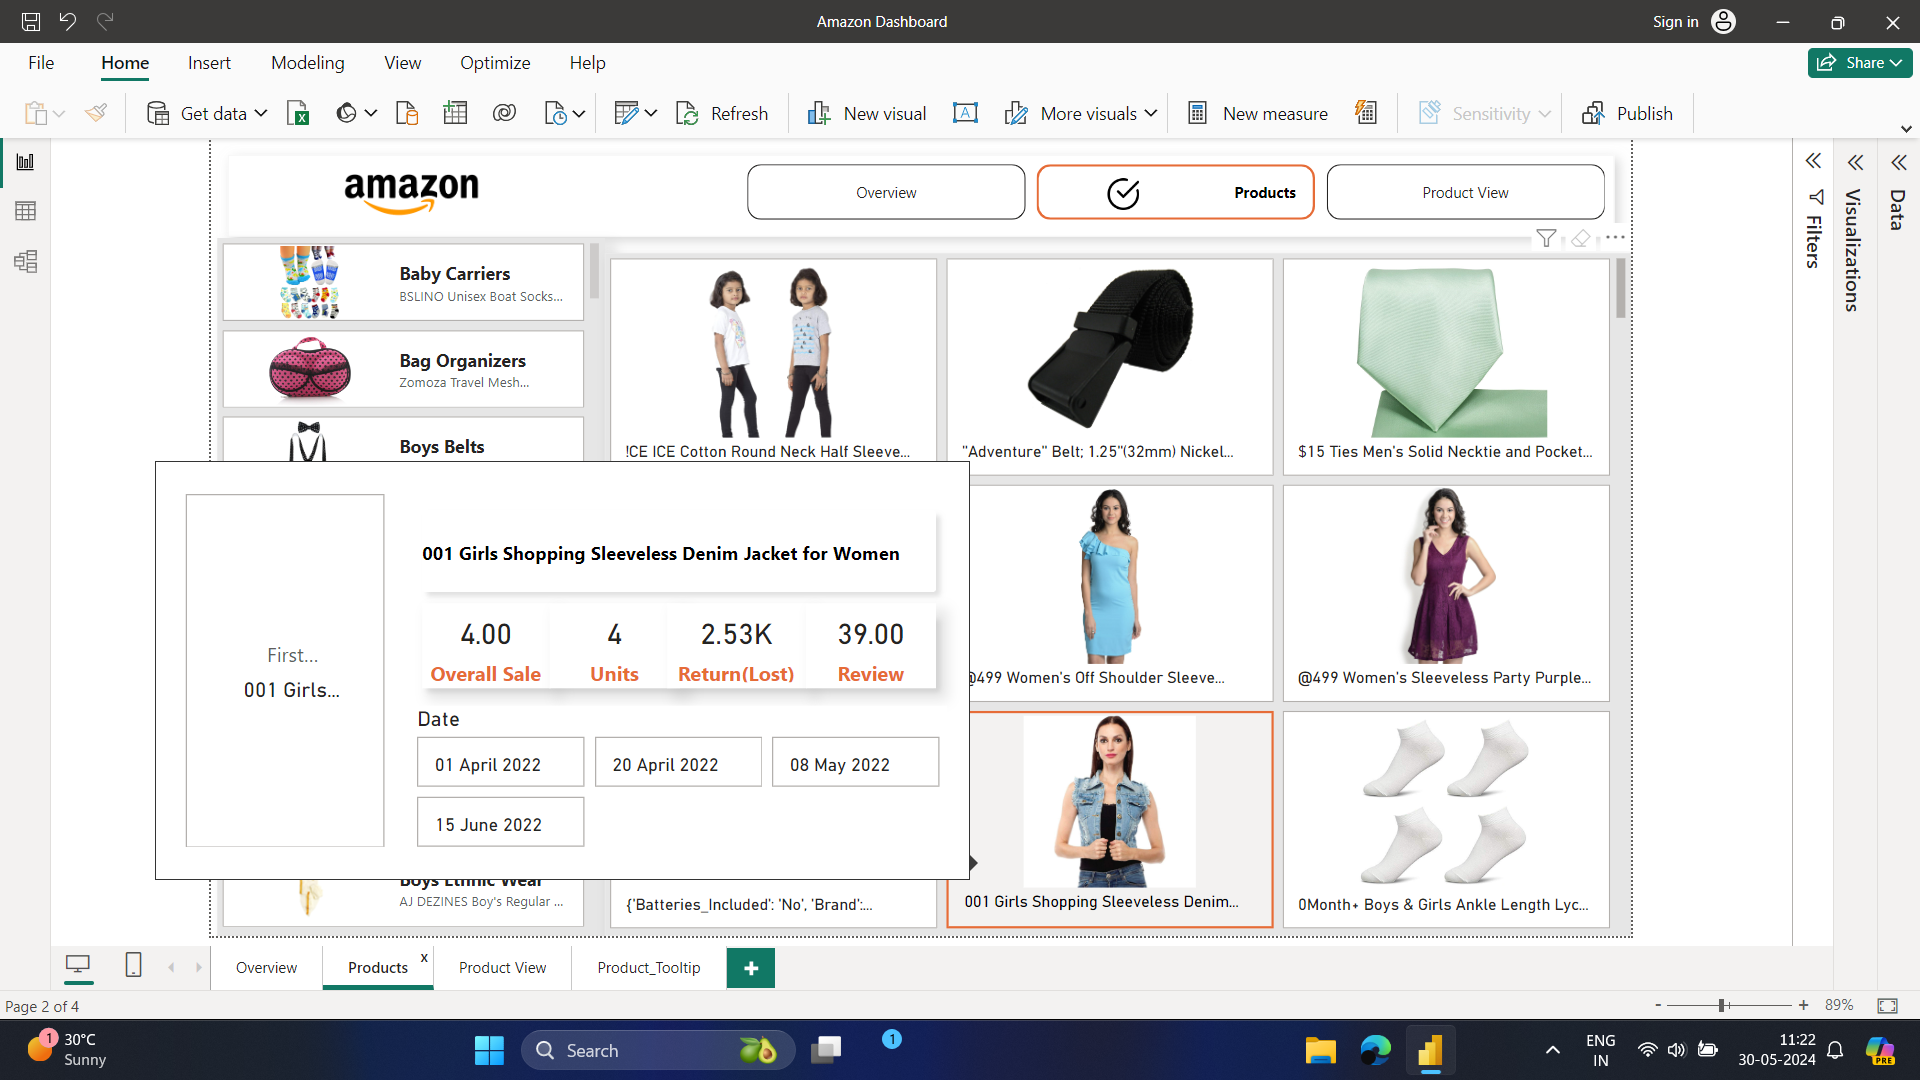 Amazon Dashboard
Sign in
File
Home
Insert
Modeling
View
Optimize
Help
Share
Get data
Refresh
New visual
More visuals
New measure
Sensitivity
Publish
amazon
Overview
Products
Product View
Filters
Visualizations
Data
Baby Carriers
BSLINO Unisex Boat Socks...
Bag Organizers
Zomoza Travel Mesh...
Boys Belts
!CE ICE Cotton Round Neck Half Sleeve...
"Adventure" Belt; 1.25"(32mm) Nickel...
$15 Ties Men's Solid Necktie and Pocket...
First...
001 Girls...
001 Girls Shopping Sleeveless Denim Jacket for Women
4.00
Overall Sale
4
Units
2.53K
Return(Lost)
39.00
Review
Date
01 April 2022
20 April 2022
08 May 2022
15 June 2022
@499 Women's Off Shoulder Sleeve...
@499 Women's Sleeveless Party Purple...
Boys Ethnic Wear
AJ DEZINES Boy's Regular ...
{'Batteries_Included': 'No', 'Brand':...
001 Girls Shopping Sleeveless Denim...
0Month+ Boys & Girls Ankle Length Lyc...
Overview
Products
x
Product View
Product_Tooltip
+
Page 2 of 4
- + 89%
1
30°C
Sunny
Search
1
ENG
IN
11:22
30-05-2024
PRE